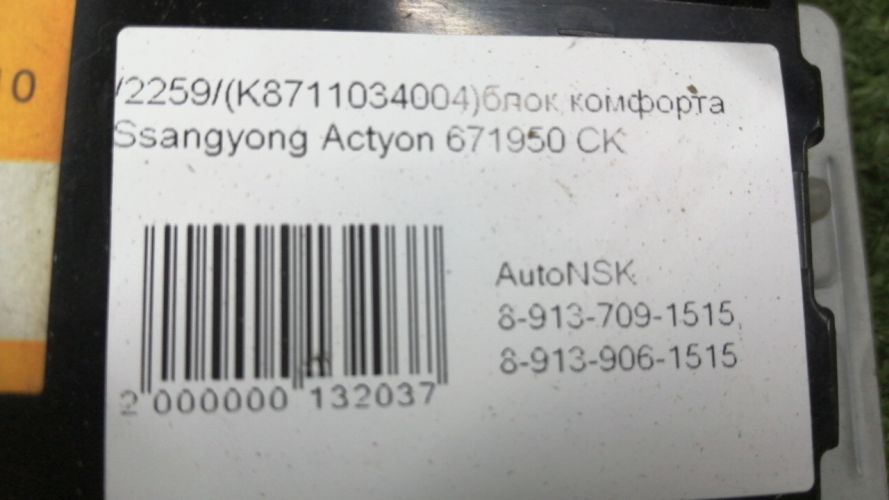 10
/2259/(K8711034004)блок комфорта
Ssangyong Actyon 671950 CK
AutoNSK
8-913-709-1515,
8-913-906-1515
2 000000 132037